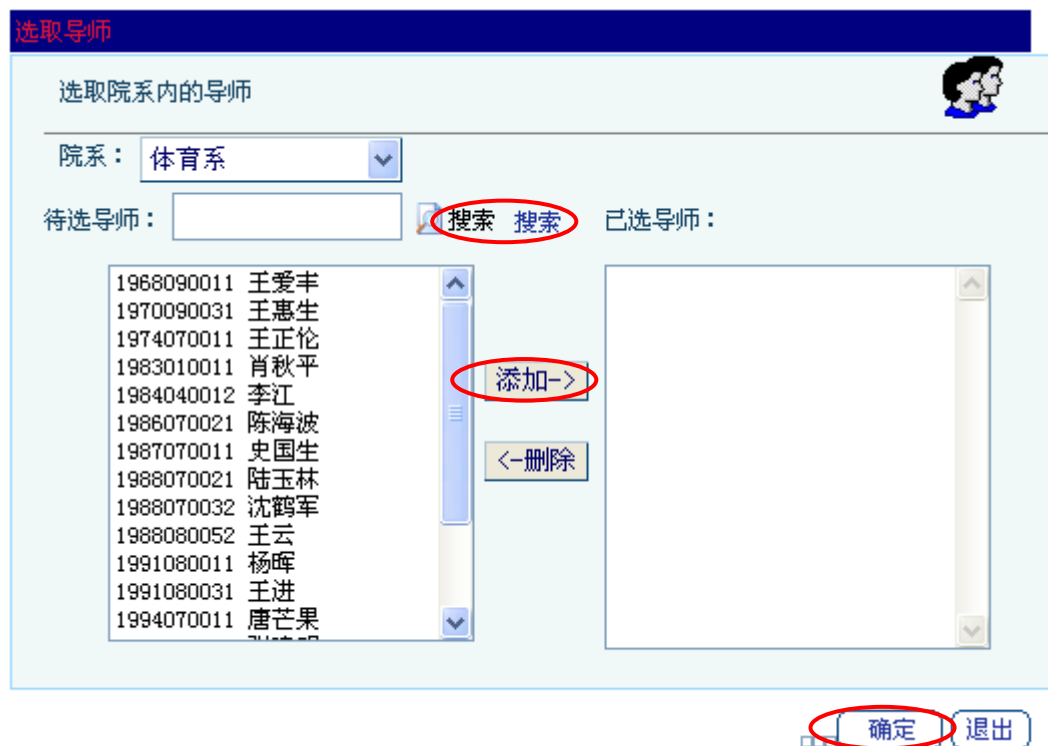 选取导师
选取院系内的导师
院系： 体育系
待选导师： 搜索 搜索 已选导师：
1968090011 王爱丰
1970090031 王惠生
1974070011 王正伦
1983010011 肖秋平
1984040012 李江
1986070021 陈海波
1987070011 史国生
1988070021 陆玉林
1988070032 沈鹤军
1988080052 王云
1991080011 杨晖
1991080031 王进
1994070011 唐芒果
添加->
<-删除
确定 退出